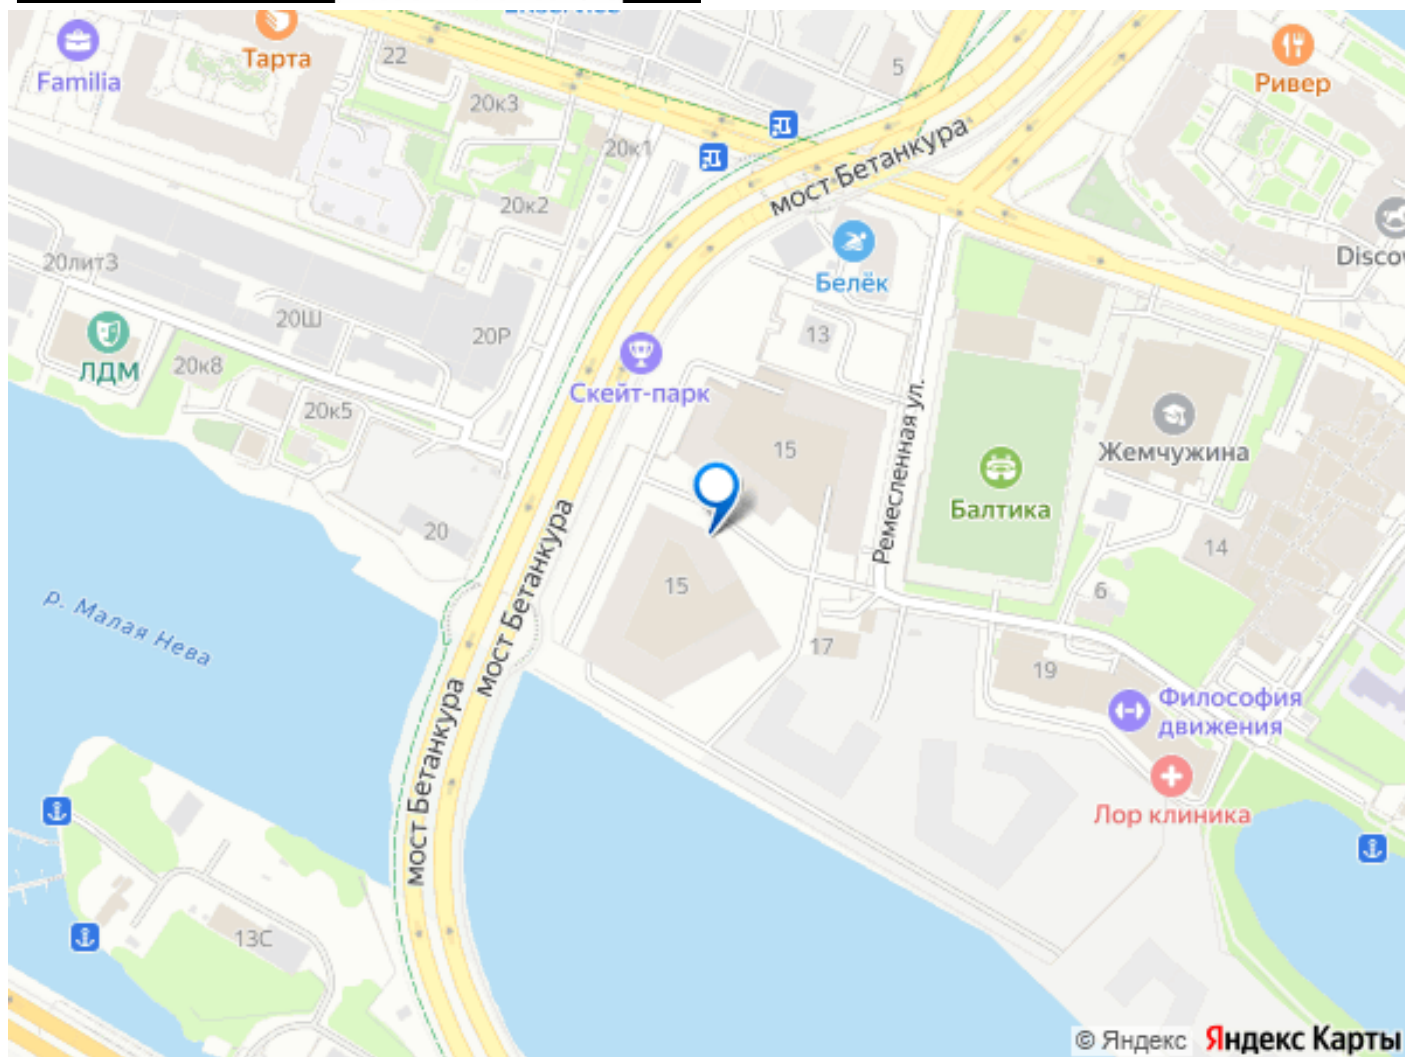 Familia
Тарта
22
20к3
5
Ривер
20к1
мост Бетанкура
20к2
Белёк
20лит3
20Ш
20Р
13
ЛДМ
20к8
Скейт-парк
20к5
15
Ремесленная ул.
Жемчужина
Балтика
20
мост Бетанкура
14
15
6
р. Малая Нева
17
19
Философия
движения
мост Бетанкура
Лор клиника
13С
© Яндекс Яндекс Карты